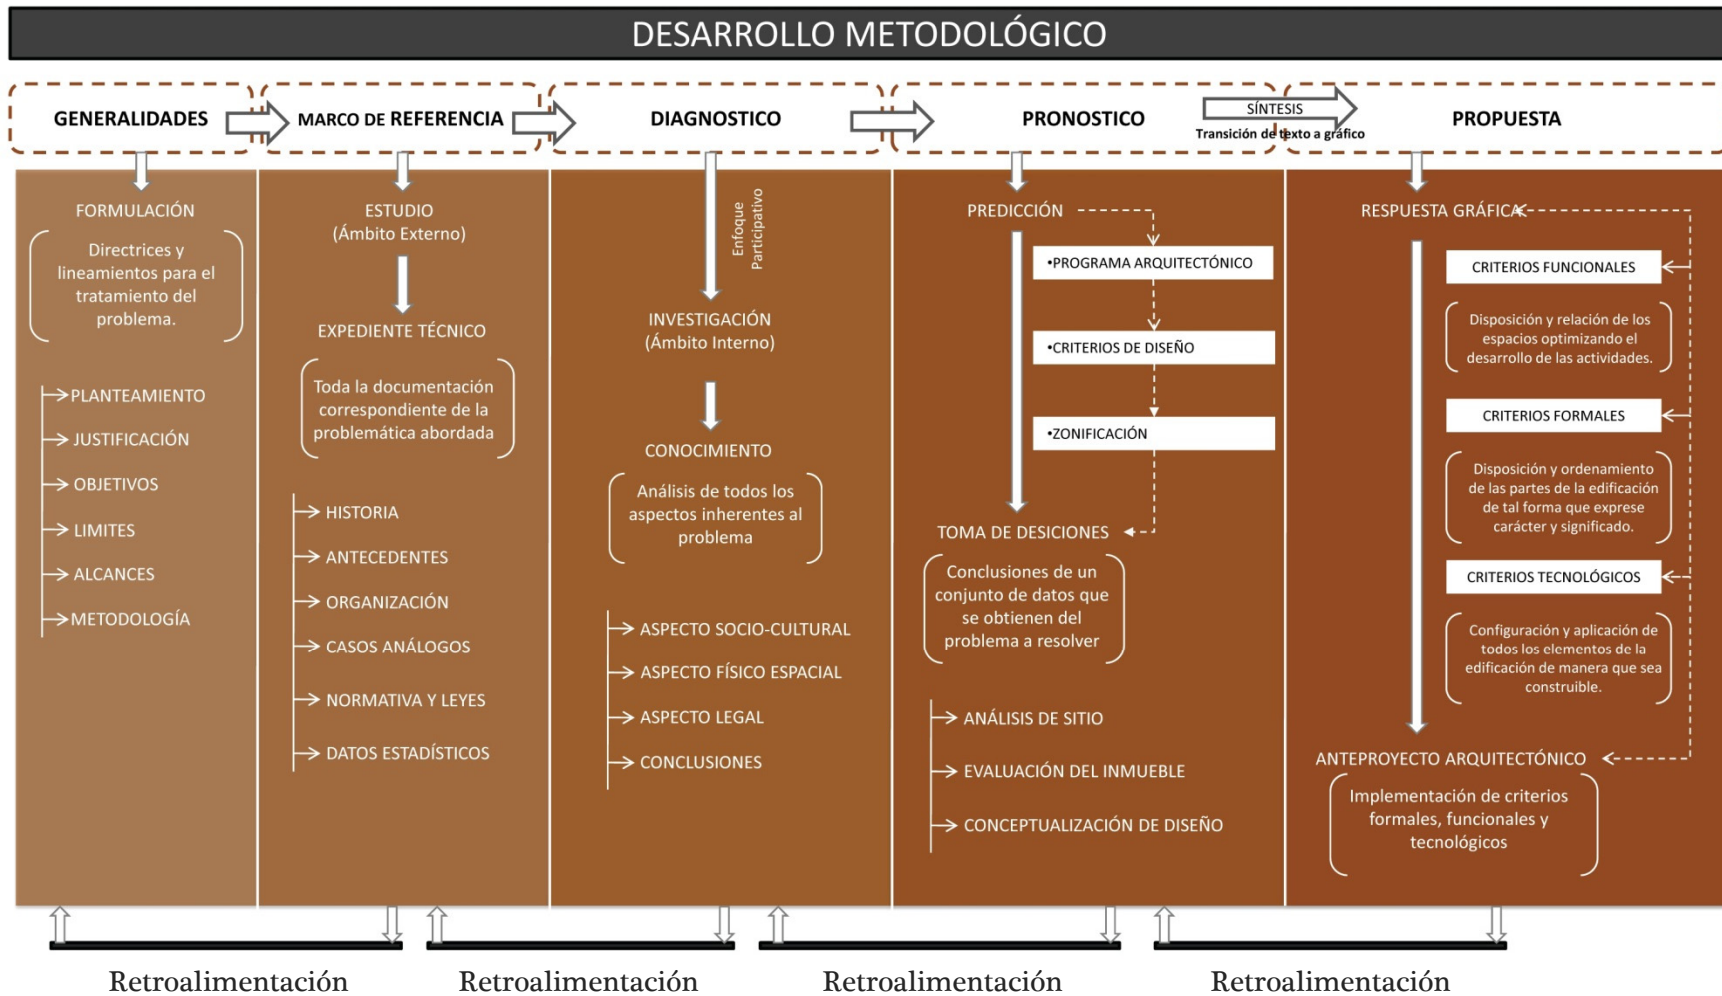 DESARROLLO METODOLÓGICO
GENERALIDADES
MARCO DE REFERENCIA
DIAGNOSTICO
PRONOSTICO
SÍNTESIS
Transición de texto a gráfico
PROPUESTA
FORMULACIÓN
Directrices y
lineamientos para el
tratamiento del
problema.
PLANTEAMIENTO
JUSTIFICACIÓN
OBJETIVOS
LIMITES
ALCANCES
METODOLOGÍA
ESTUDIO
(Ámbito Externo)
EXPEDIENTE TÉCNICO
Toda la documentación
correspondiente de la
problemática abordada
HISTORIA
ANTECEDENTES
ORGANIZACIÓN
CASOS ANÁLOGOS
NORMATIVA Y LEYES
DATOS ESTADÍSTICOS
Enfoque
Participativo
INVESTIGACIÓN
(Ámbito Interno)
CONOCIMIENTO
Análisis de todos los
aspectos inherentes al
problema
ASPECTO SOCIO-CULTURAL
ASPECTO FÍSICO ESPACIAL
ASPECTO LEGAL
CONCLUSIONES
PREDICCIÓN
•PROGRAMA ARQUITECTÓNICO
•CRITERIOS DE DISEÑO
•ZONIFICACIÓN
TOMA DE DESICIONES
Conclusiones de un
conjunto de datos que
se obtienen del
problema a resolver
ANÁLISIS DE SITIO
EVALUACIÓN DEL INMUEBLE
CONCEPTUALIZACIÓN DE DISEÑO
RESPUESTA GRÁFICA
CRITERIOS FUNCIONALES
Disposición y relación de los
espacios optimizando el
desarrollo de las actividades.
CRITERIOS FORMALES
Disposición y ordenamiento
de las partes de la edificación
de tal forma que exprese
carácter y significado.
CRITERIOS TECNOLÓGICOS
Configuración y aplicación de
todos los elementos de la
edificación de manera que sea
construible.
ANTEPROYECTO ARQUITECTÓNICO
Implementación de criterios
formales, funcionales y
tecnológicos
Retroalimentación
Retroalimentación
Retroalimentación
Retroalimentación